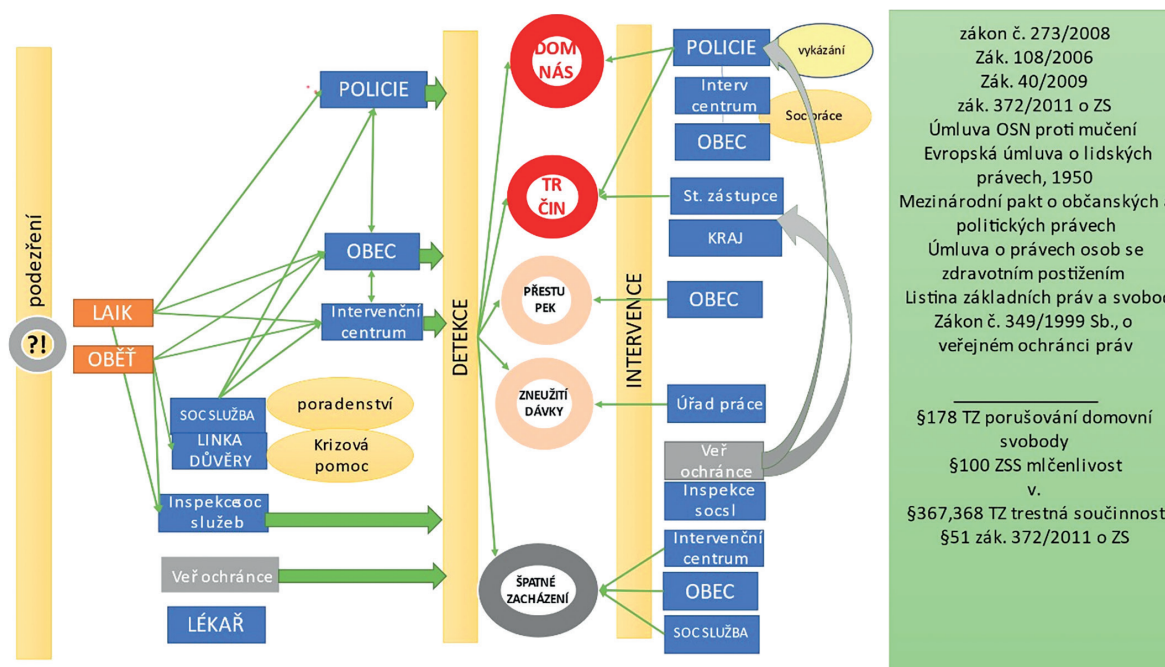 podezření
?!
LAIK
OBĚŤ
POLICIE
OBEC
Intervenční
centrum
SOC SLUŽBA
LINKA
DŮVĚRY
poradenství
Krizová
pomoc
Inspekce soc
služeb
Veř ochránce
LÉKAŘ
DETEKCE
DOM
NÁS
TR
ČIN
PŘESTU
PEK
ZNEUŽITÍ
DÁVKY
ŠPATNÉ
ZACHÁZENÍ
INTERVENCE
POLICIE
vykázání
Interv
centrum
Soc práce
OBEC
St. zástupce
KRAJ
OBEC
Úřad práce
Veř
ochránce
Inspekce
socsl
Intervenční
centrum
OBEC
SOC SLUŽBA
zákon č. 273/2008
Zák. 108/2006
Zák. 40/2009
zák. 372/2011 o ZS
Úmluva OSN proti mučení
Evropská úmluva o lidských
právech, 1950
Mezinárodní pakt o občanských a
politických právech
Úmluva o právech osob se
zdravotním postižením
Listina základních práv a svobod
Zákon č. 349/1999 Sb., o
veřejném ochránci práv
§178 TZ porušování domovní
svobody
§100 ZSS mlčenlivost
v.
§367,368 TZ trestná součinnost
§51 zák. 372/2011 o ZS